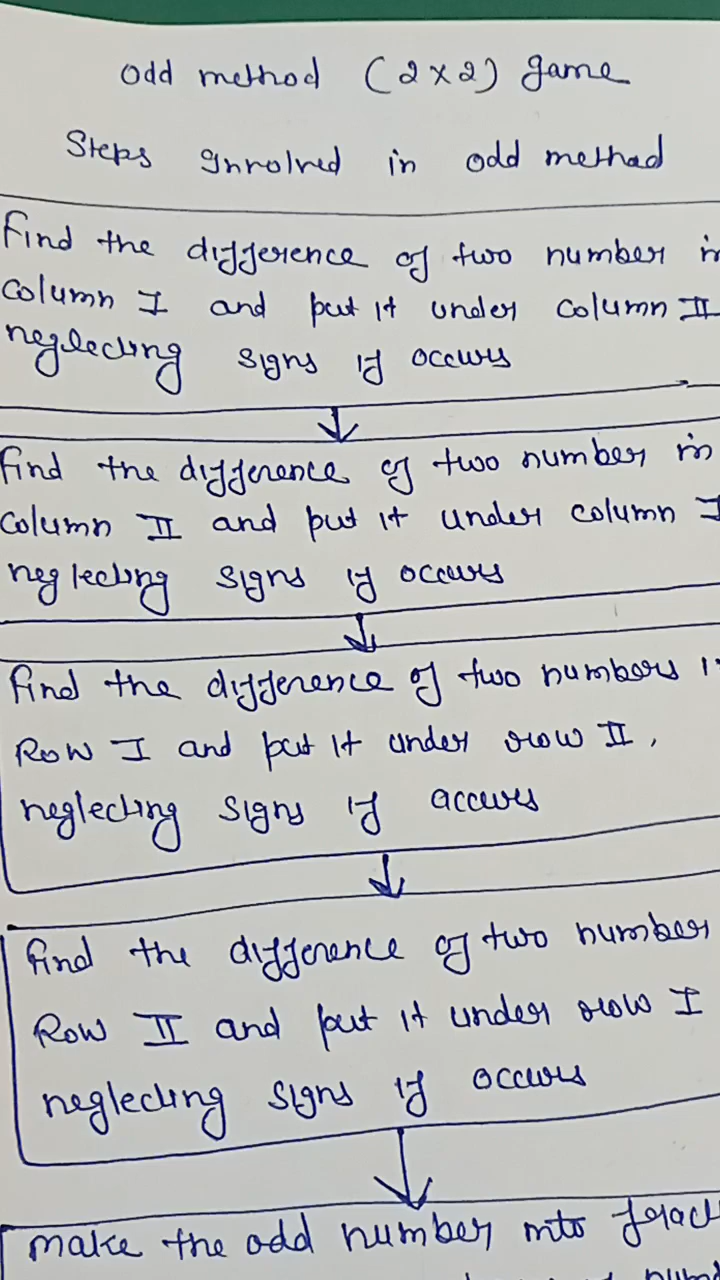 Odd method (2x2) game
Steps involved in odd method
Find the difference of two number in
column I and put it under column II
neglecting signs if occurs
Find the difference of two number in
column II and put it under column I
neglecting signs if occurs
Find the difference of two numbers
Row I and put it under row II,
neglecting signs if accurs
Find the difference of two number
Row II and put it under row I
neglecting signs if occurs
make the odd number into